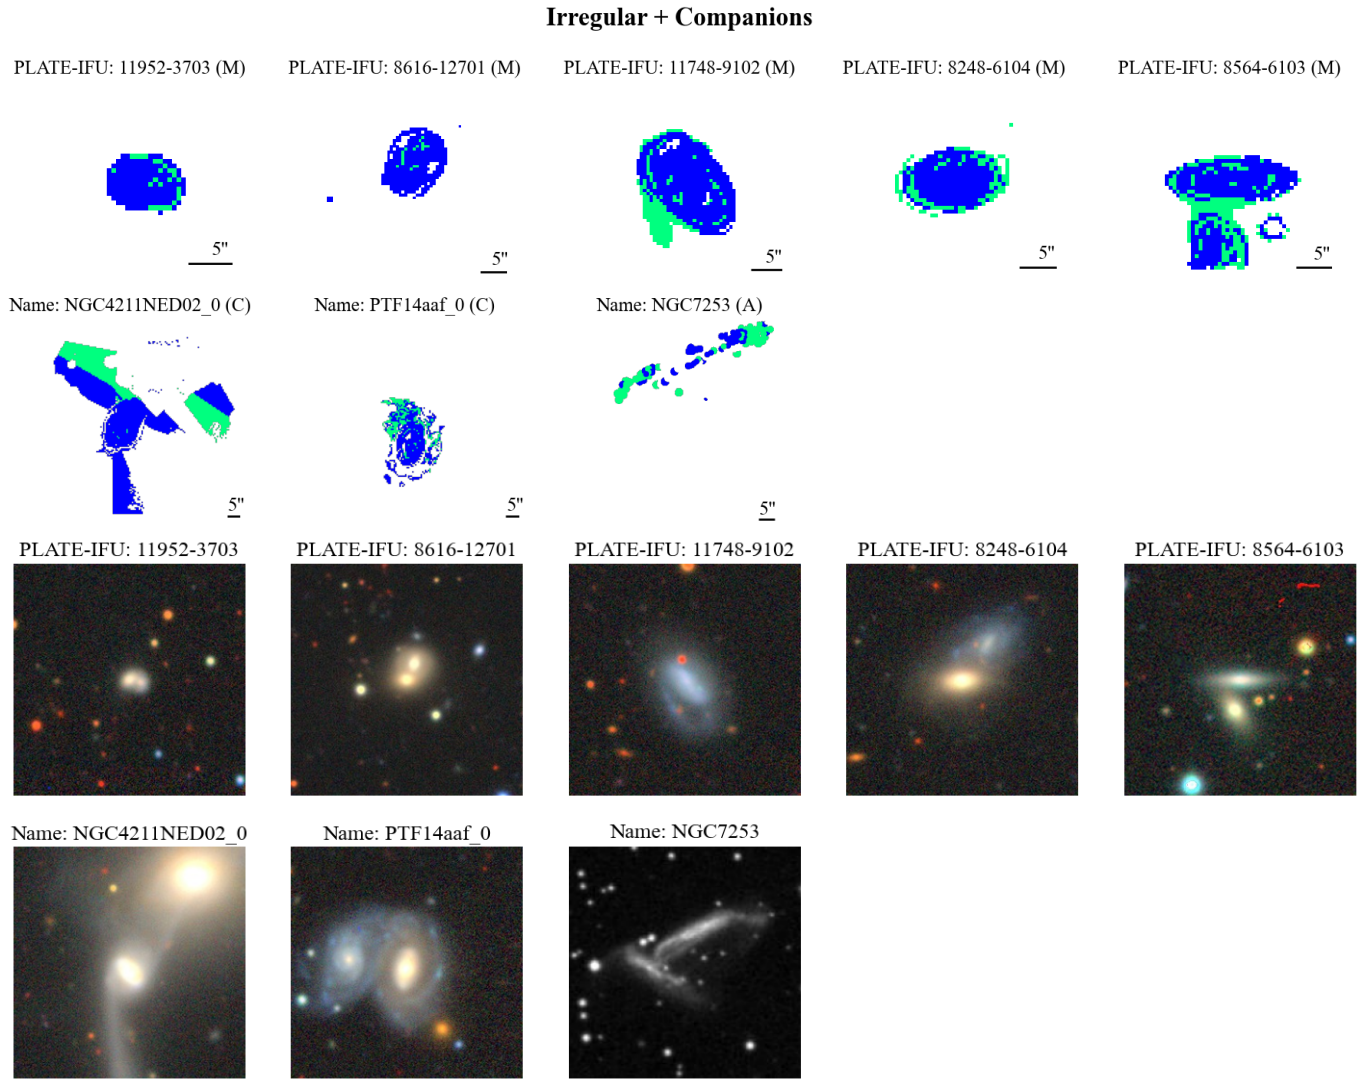 Irregular + Companions
PLATE-IFU: 11952-3703 (M)
PLATE-IFU: 8616-12701 (M)
PLATE-IFU: 11748-9102 (M)
PLATE-IFU: 8248-6104 (M)
PLATE-IFU: 8564-6103 (M)
5"
5"
5"
5"
5"
Name: NGC4211NED02_0 (C)
Name: PTF14aaf_0 (C)
Name: NGC7253 (A)
5"
5"
5"
PLATE-IFU: 11952-3703
PLATE-IFU: 8616-12701
PLATE-IFU: 11748-9102
PLATE-IFU: 8248-6104
PLATE-IFU: 8564-6103
Name: NGC4211NED02_0
Name: PTF14aaf_0
Name: NGC7253